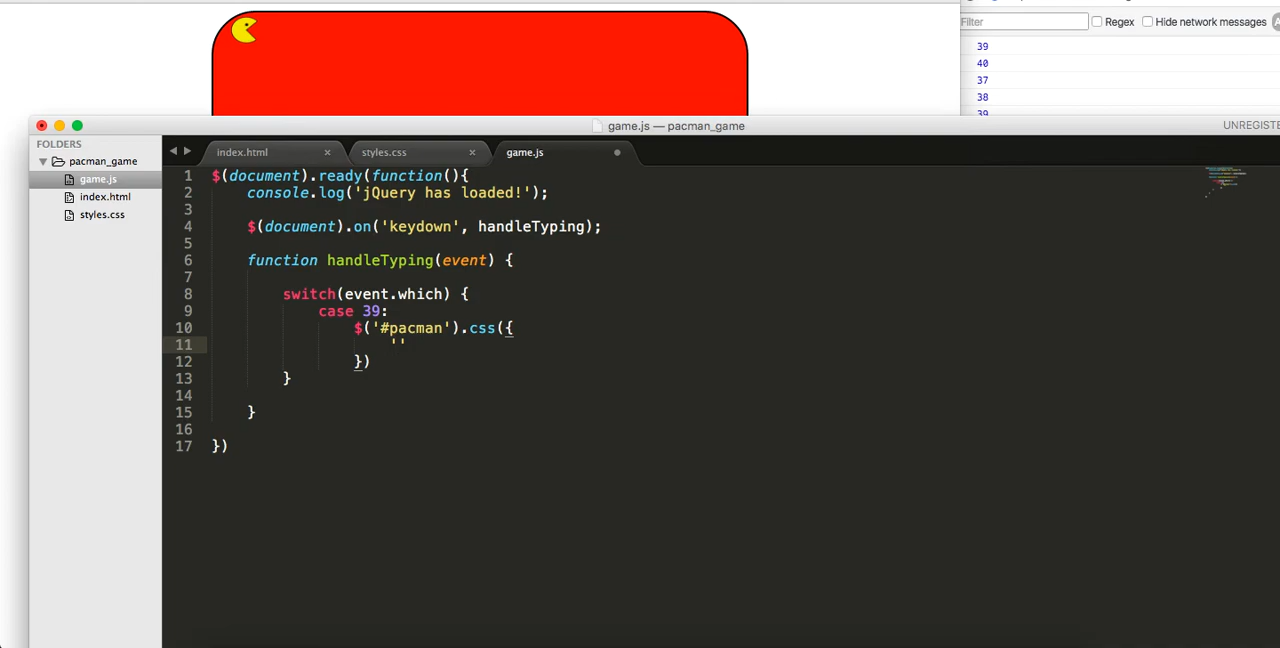 Filter
Regex
Hide network messages
39
40
37
38
39
game.js — pacman_game
UNREGISTE
FOLDERS
pacman_game
game.js
index.html
styles.css
index.html × styles.css × game.js
1 $(document).ready(function(){
2 console.log('jQuery has loaded!');
3
4 $(document).on('keydown', handleTyping);
5
6 function handleTyping(event) {
7
8 switch(event.which) {
9 case 39:
10 $('#pacman').css({
11 ''
12 })
13 }
14
15 }
16
17 })